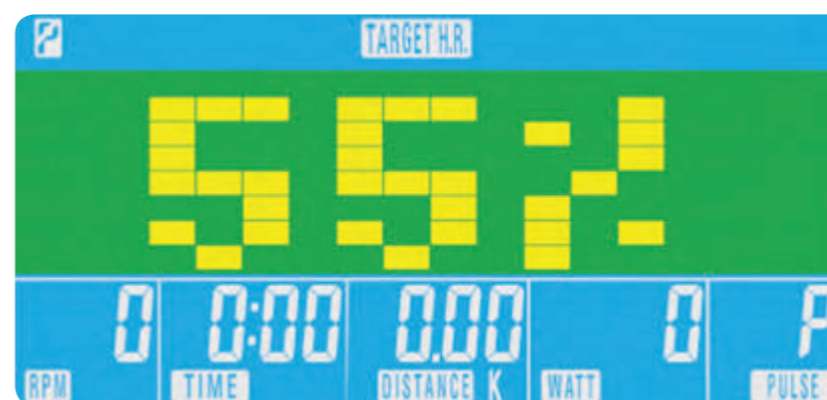 P TARGET H.R.
55%
0 0:00 0.00 0 P
RPM TIME DISTANCE K WATT PULSE